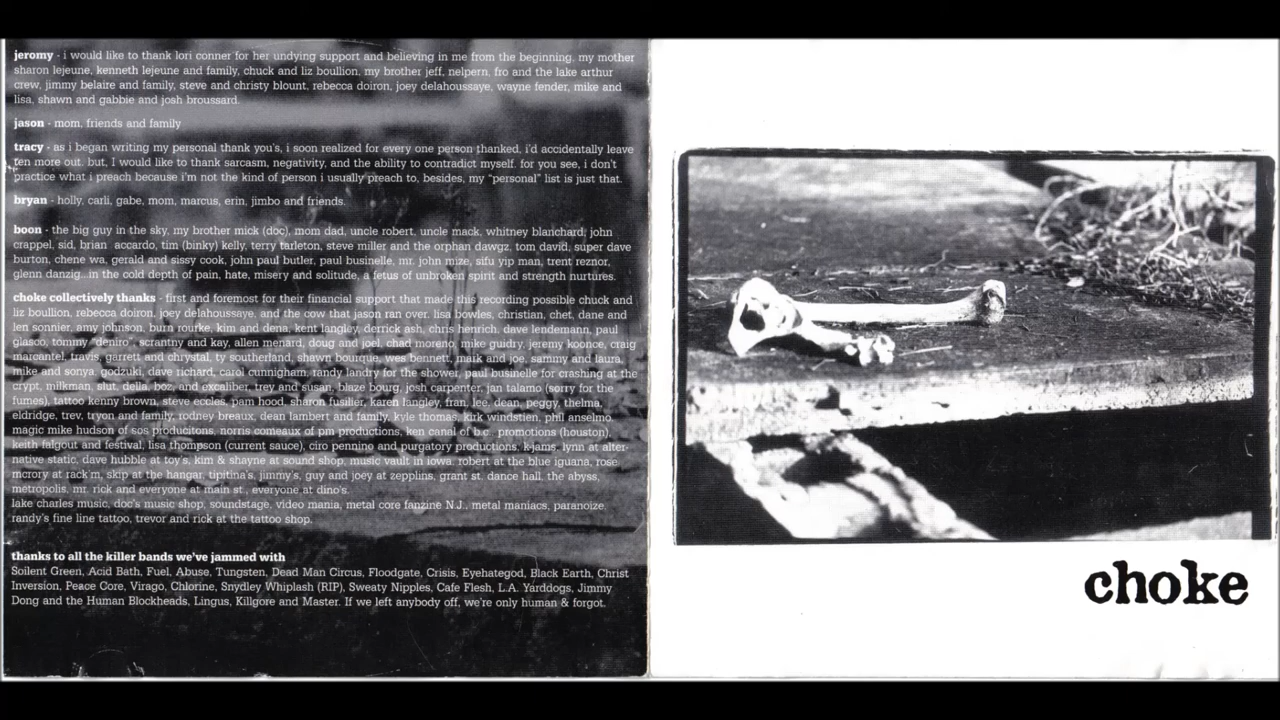 jeromy - i would like to thank lori conner for her undying support and believing in me from the beginning, my mother
sharon lejeune, kenneth lejeune and family, chuck and liz boullion, my brother jeff, nelpern, fro and the lake arthur
crew, jimmy belaire and family, steve and christy blount, rebecca doiron, joey delahoussaye, wayne fender, mike and
lisa, shawn and gabbie and josh broussard.
jason - mom, friends and family
tracy - as i began writing my personal thank you's, i soon realized for every one person thanked, i'd accidentally leave
ten more out. but, I would like to thank sarcasm, negativity, and the ability to contradict myself. for you see, i don't
practice what i preach because i'm not the kind of person i usually preach to, besides, my "personal" list is just that.
bryan - holly, carli, gabe, mom, marcus, erin, jimbo and friends.
boon - the big guy in the sky, my brother mick (doc), mom dad, uncle robert, uncle mack, whitney blanchard, john
crappel, sid, brian accardo, tim (binky) kelly, terry tarleton, steve miller and the orphan dawgz, tom david, super dave
burton, chene wa, gerald and sissy cook, john paul butler, paul businelle, mr. john mize, sifu yip man, trent reznor,
glenn danzig...in the cold depth of pain, hate, misery and solitude, a fetus of unbroken spirit and strength nurtures.
choke collectively thanks - first and foremost for their financial support that made this recording possible chuck and
liz boullion, rebecca doiron, joey delahoussaye, and the cow that jason ran over. lisa bowles, christian, chet, dane and
len sonnier, amy johnson, burn rourke, kim and dena, kent langley, derrick ash, chris henrich, dave lendemann, paul
glasco, tommy "deniro", scrantny and kay, allen menard, doug and joel, chad moreno, mike guidry, jeremy koonce, craig
marcantel, travis, garrett and chrystal, ty southerland, shawn bourque, wes bennett, mark and joe, sammy and laura,
mike and sonya, godzuki, dave richard, carol cunnigham, randy landry for the shower, paul businelle for crashing at the
crypt, milkman, slut, della, boz, and excaliber, trev and susan, blaze bourg, josh carpenter, jan talamo (sorry for the
fumes), tattoo kenny brown, steve eccles, pam hood, sharon fusilier, karen langley, fran, lee, dean, peggy, thelma,
eldridge, trev, tryon and family, rodney breaux, dean lambert and family, kyle thomas, kirk windstien, phil anselmo,
magic mike hudson of sos producitons, norris comeaux of pm productions, ken canal of b.c. promotions (houston),
keith falgout and festival, lisa thompson (current sauce), ciro pennine and purgatory productions, k-jams, lynn at alter-
native static, dave hubble at toy's, kim & shayne at sound shop, music vault in iowa. robert at the blue iguana, rose
mcrory at rack'm, skip at the hangar, tipitina's, jimmy's, guy and joey at zepplins, grant st. dance hall, the abyss,
metropolis, mr. rick and everyone at main st., everyone at dino's.
lake charles music, doc's music shop, soundstage, video mania, metal core fanzine N.J., metal maniacs, paranoize,
randy's fine line tattoo, trevor and rick at the tattoo shop.
thanks to all the killer bands we've jammed with
Soilent Green, Acid Bath, Fuel, Abuse, Tungsten, Dead Man Circus, Floodgate, Crisis, Eyehategod, Black Earth, Christ
Inversion, Peace Core, Virago, Chlorine, Snydley Whiplash (RIP), Sweaty Nipples, Cafe Flesh, L.A. Yarddogs, Jimmy
Dong and the Human Blockheads, Lingus, Killgore and Master. If we left anybody off, we're only human & forgot.
choke